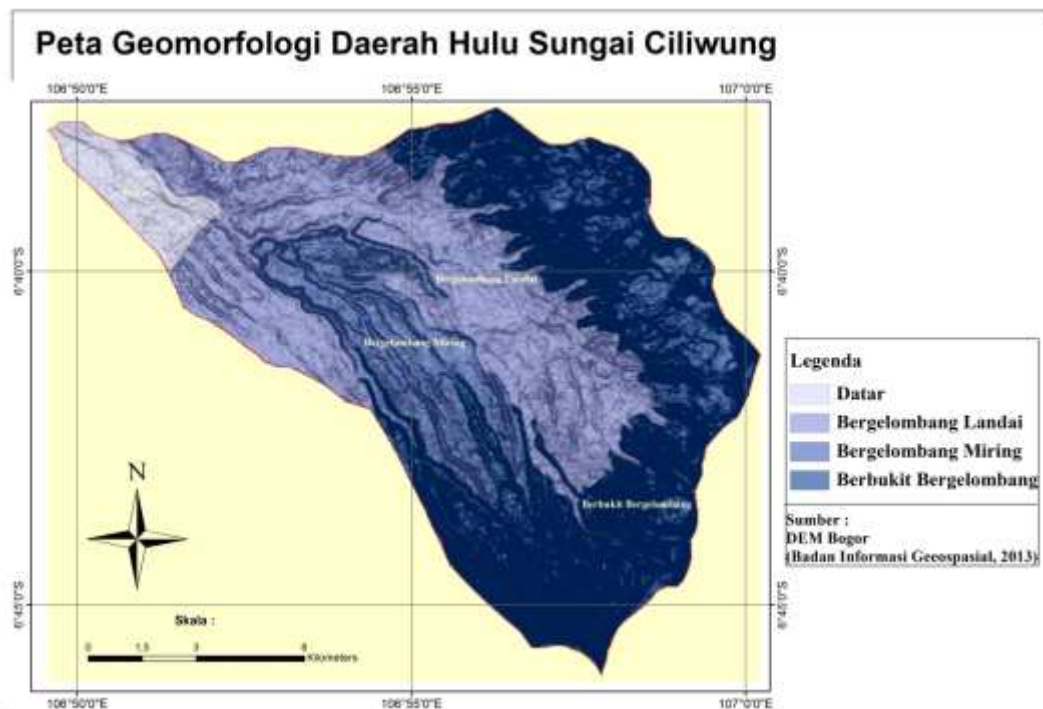 Peta Geomorfologi Daerah Hulu Sungai Ciliwung
106°50'0"E 106°55'0"E 107°0'0"E
6°40'0"S 6°40'0"S
Bergelombang Landai
Bergelombang Miring
Berbukit Bergelombang
6°45'0"S 6°45'0"S
N
Skala :
0 1,5 3 6
Kilometers
106°50'0"E 106°55'0"E 107°0'0"E
Legenda
Datar
Bergelombang Landai
Bergelombang Miring
Berbukit Bergelombang
Sumber :
DEM Bogor
(Badan Informasi Geeospasial, 2013)